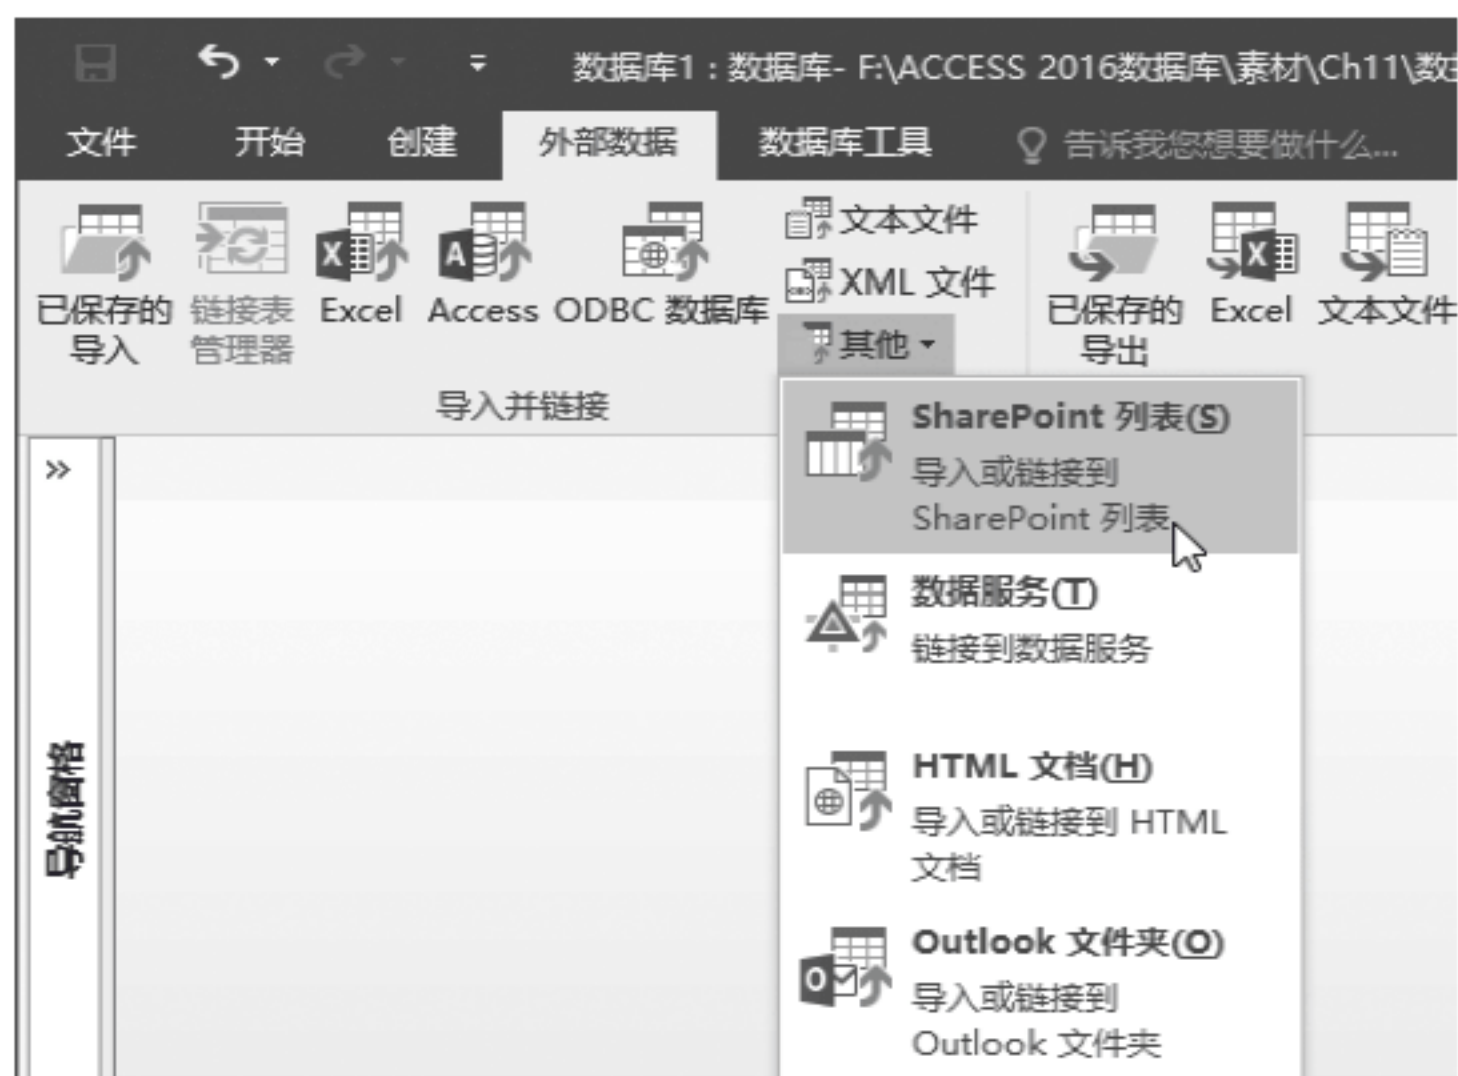 数据库1 : 数据库- F:\ACCESS 2016数据库\素材\Ch11\数
文件 开始 创建 外部数据 数据库工具 告诉我您想要做什么...
已保存的导入 链接表管理器 Excel Access ODBC 数据库
文本文件
XML 文件
其他
已保存的导出 Excel 文本文件
导入并链接
SharePoint 列表(S)
导入或链接到
SharePoint 列表
数据服务(T)
链接到数据服务
HTML 文档(H)
导入或链接到 HTML
文档
Outlook 文件夹(O)
导入或链接到
Outlook 文件夹
导航窗格